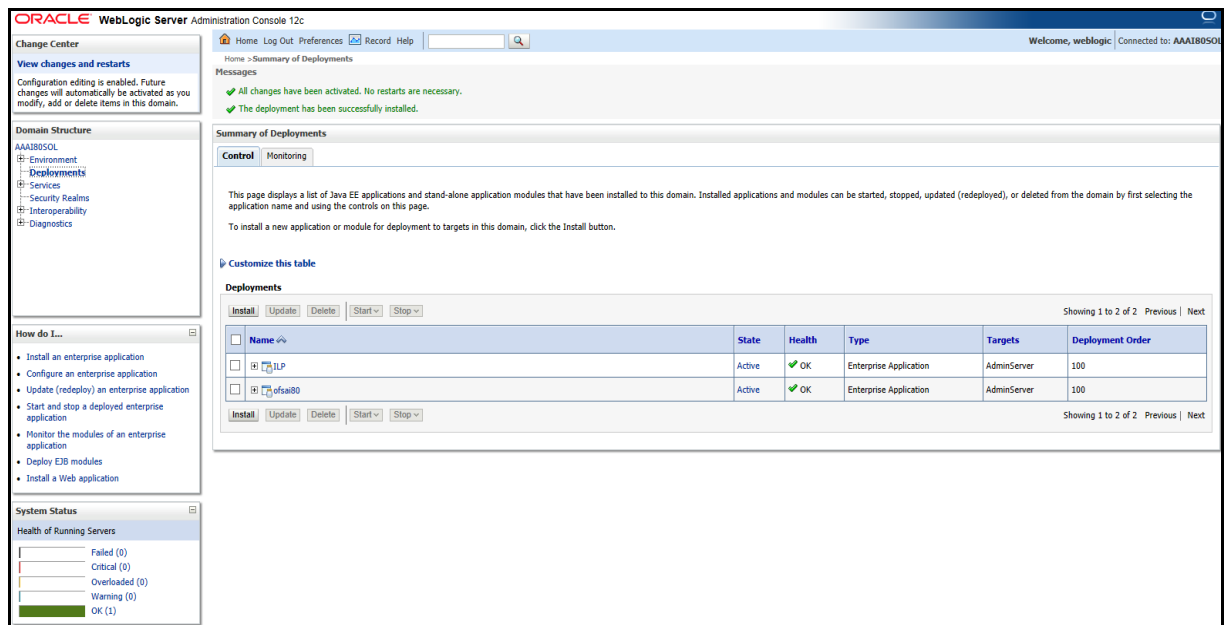 ORACLE WebLogic Server Administration Console 12c
Change Center
View changes and restarts
Configuration editing is enabled. Future
changes will automatically be activated as you
modify, add or delete items in this domain.
Domain Structure
AAAI80SOL
Environment
Deployments
Services
Security Realms
Interoperability
Diagnostics
How do I...
Install an enterprise application
Configure an enterprise application
Update (redeploy) an enterprise application
Start and stop a deployed enterprise
application
Monitor the modules of an enterprise
application
Deploy EJB modules
Install a Web application
System Status
Health of Running Servers
Failed (0)
Critical (0)
Overloaded (0)
Warning (0)
OK (1)
Home Log Out Preferences Record Help
Welcome, weblogic Connected to: AAAI80SOL
Home >Summary of Deployments
Messages
All changes have been activated. No restarts are necessary.
The deployment has been successfully installed.
Summary of Deployments
Control Monitoring
This page displays a list of Java EE applications and stand-alone application modules that have been installed to this domain. Installed applications and modules can be started, stopped, updated (redeployed), or deleted from the domain by first selecting the
application name and using the controls on this page.
To install a new application or module for deployment to targets in this domain, click the Install button.
Customize this table
Deployments
Install Update Delete Start Stop Showing 1 to 2 of 2 Previous | Next
Name State Health Type Targets Deployment Order
ILP Active OK Enterprise Application AdminServer 100
ofsai80 Active OK Enterprise Application AdminServer 100
Install Update Delete Start Stop Showing 1 to 2 of 2 Previous | Next